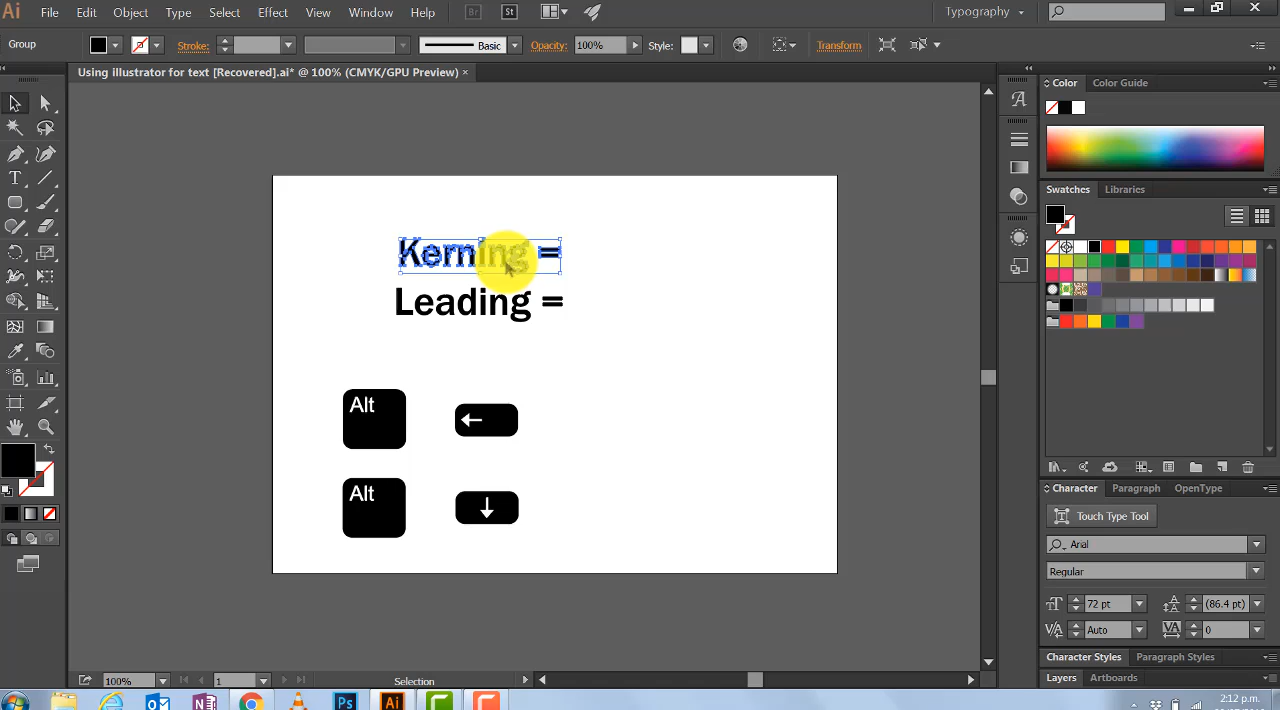 Ai File Edit Object Type Select Effect View Window Help Br St Typography
Group Stroke: Basic Opacity: 100% Style: Transform
Using illustrator for text [Recovered].ai* @ 100% (CMYK/GPU Preview) ×
Color Color Guide
Swatches Libraries
Kerning =
Leading =
Alt
Alt
Character Paragraph OpenType
Touch Type Tool
Arial
Regular
72 pt (86.4 pt)
Auto 0
Character Styles Paragraph Styles
Layers Artboards
100% 1 Selection
Ps Ai
2:12 p.m.